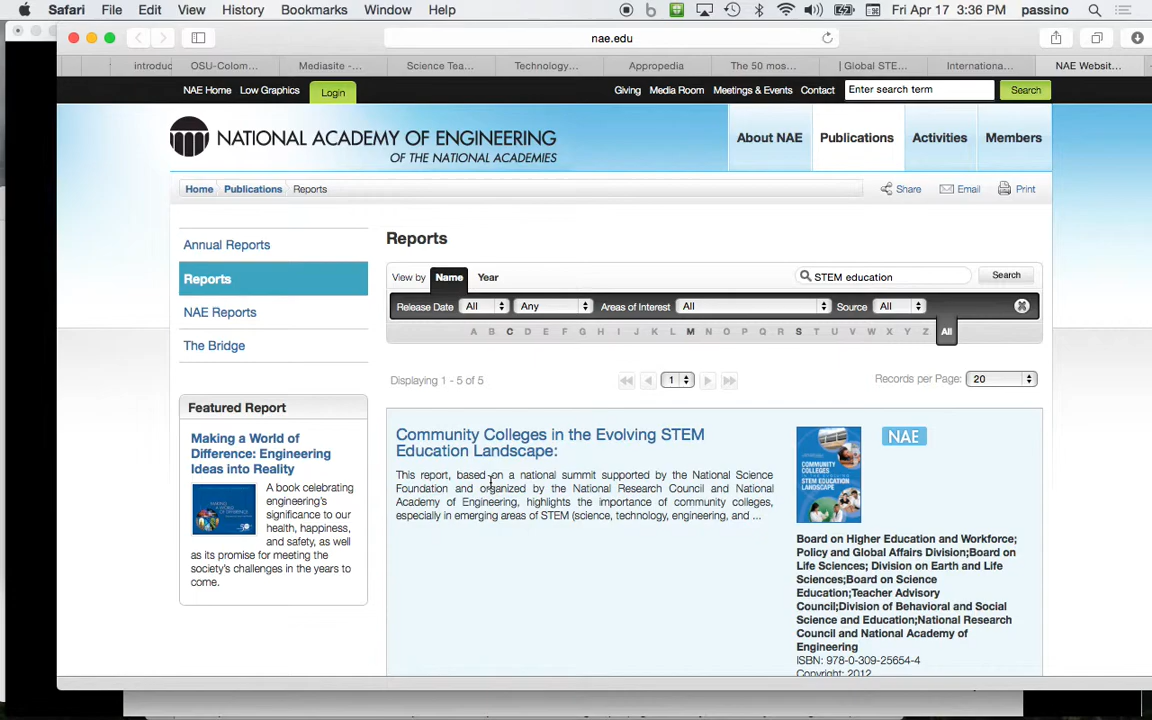 Safari File Edit View History Bookmarks Window Help Fri Apr 17 3:36 PM passino
nae.edu
introduc OSU-Colom... Mediasite -... Science Tea... Technology... Appropedia The 50 mos... | Global STE... Internationa... NAE Websit...
NAE Home Low Graphics Login Giving Media Room Meetings & Events Contact Enter search term Search
NATIONAL ACADEMY OF ENGINEERING
OF THE NATIONAL ACADEMIES
About NAE Publications Activities Members
Home Publications Reports Share Email Print
Annual Reports
Reports
NAE Reports
The Bridge
Featured Report
Making a World of
Difference: Engineering
Ideas into Reality
A book celebrating
engineering's
significance to our
health, happiness,
and safety, as well
as its promise for meeting the
society's challenges in the years to
come.
Reports
View by Name Year STEM education Search
Release Date All Any Areas of Interest All Source All
A B C D E F G H I J K L M N O P Q R S T U V W X Y Z All
Displaying 1 - 5 of 5 1 Records per Page: 20
Community Colleges in the Evolving STEM
Education Landscape:
This report, based on a national summit supported by the National Science
Foundation and organized by the National Research Council and National
Academy of Engineering, highlights the importance of community colleges,
especially in emerging areas of STEM (science, technology, engineering, and ...
COMMUNITY
COLLEGES
IN THE EVOLVING
STEM EDUCATION
LANDSCAPE
NAE
Board on Higher Education and Workforce;
Policy and Global Affairs Division;Board on
Life Sciences; Division on Earth and Life
Sciences;Board on Science
Education;Teacher Advisory
Council;Division of Behavioral and Social
Science and Education;National Research
Council and National Academy of
Engineering
ISBN: 978-0-309-25654-4
Copyright: 2012